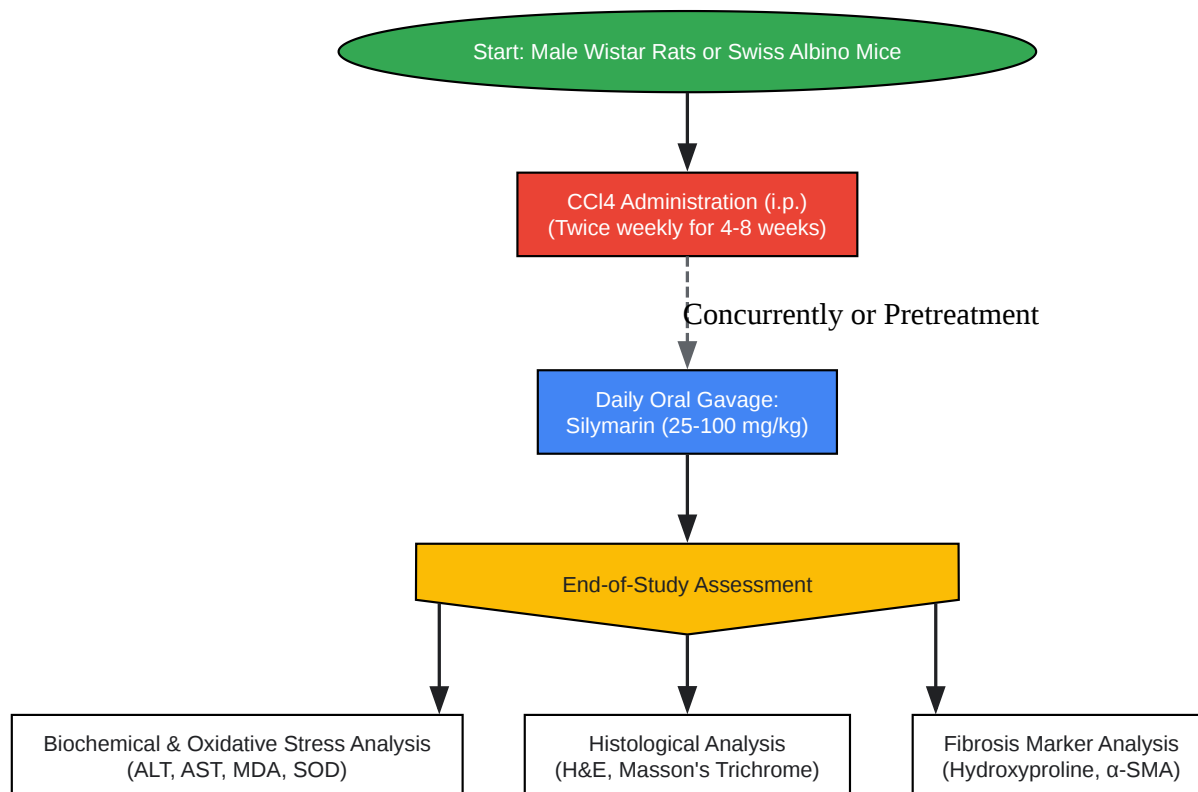 Start: Male Wistar Rats or Swiss Albino Mice
CCl4 Administration (i.p.)
(Twice weekly for 4-8 weeks)
Concurrently or Pretreatment
Daily Oral Gavage:
Silymarin (25-100 mg/kg)
End-of-Study Assessment
Biochemical & Oxidative Stress Analysis
(ALT, AST, MDA, SOD)
Histological Analysis
(H&E, Masson's Trichrome)
Fibrosis Marker Analysis
(Hydroxyproline, α-SMA)